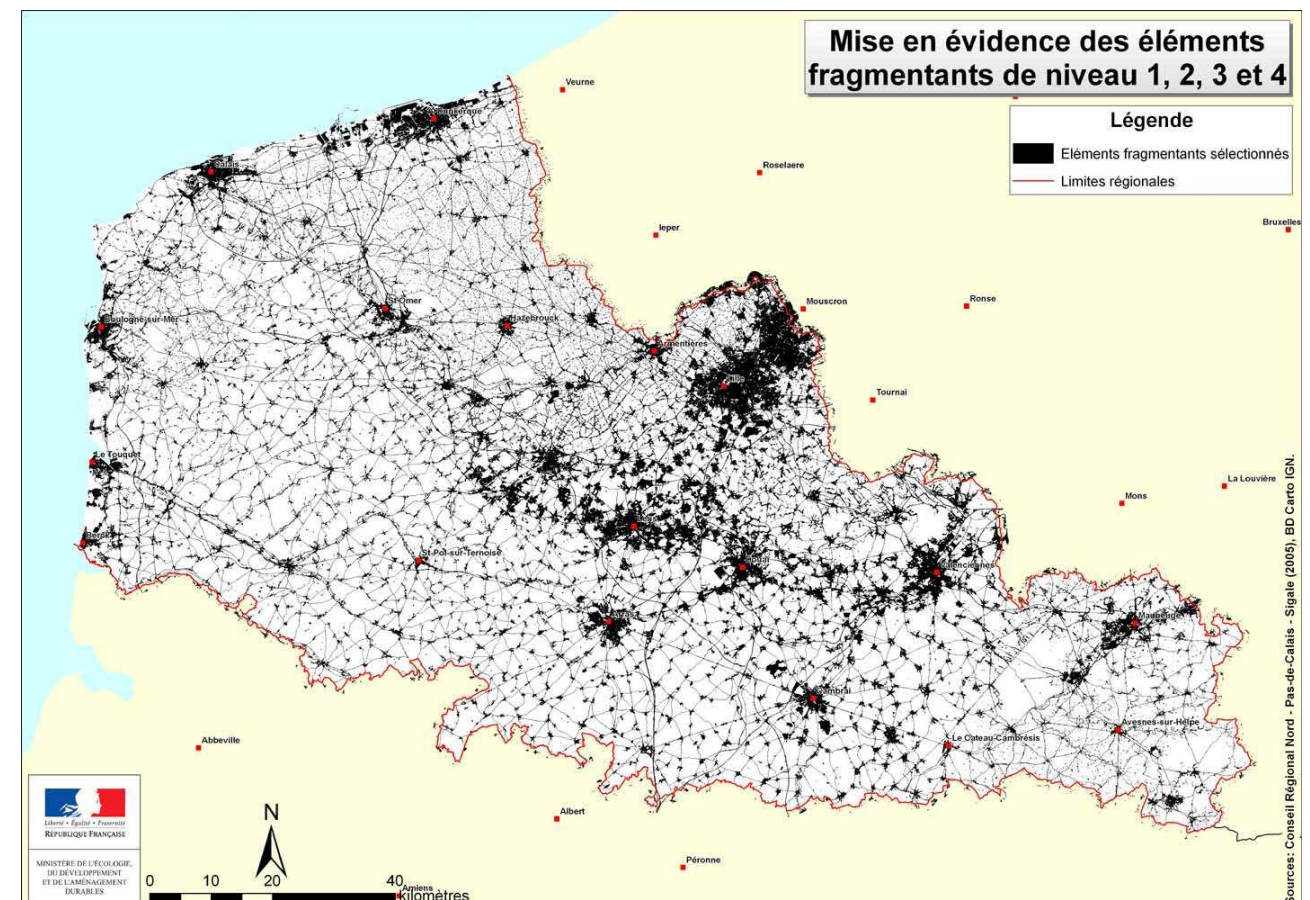 Mise en évidence des éléments
fragmentants de niveau 1, 2, 3 et 4
Légende
Eléments fragmentants sélectionnés
Limites régionales
Veurne
Calais
Roselaere
Ieper
Bruxelles
St-Omer
Hazebrouck
Boulogne-sur-Mer
Armentières
Mouscron
Ronse
Lille
Tournai
Le Touquet
La Louvière
Mons
Berck
St-Pol-sur-Ternoise
Valenciennes
Maubeuge
Cambrai
Avesnes-sur-Helpe
Le Cateau-Cambrésis
Abbeville
Albert
Péronne
Amiens
Sources: Conseil Régional Nord - Pas-de-Calais - Sigale (2005), BD Carto IGN.
Liberté • Égalité • Fraternité
RÉPUBLIQUE FRANÇAISE
MINISTÈRE DE L'ÉCOLOGIE,
DU DÉVELOPPEMENT
ET DE L'AMÉNAGEMENT
DURABLES
N
0 10 20 40
kilomètres